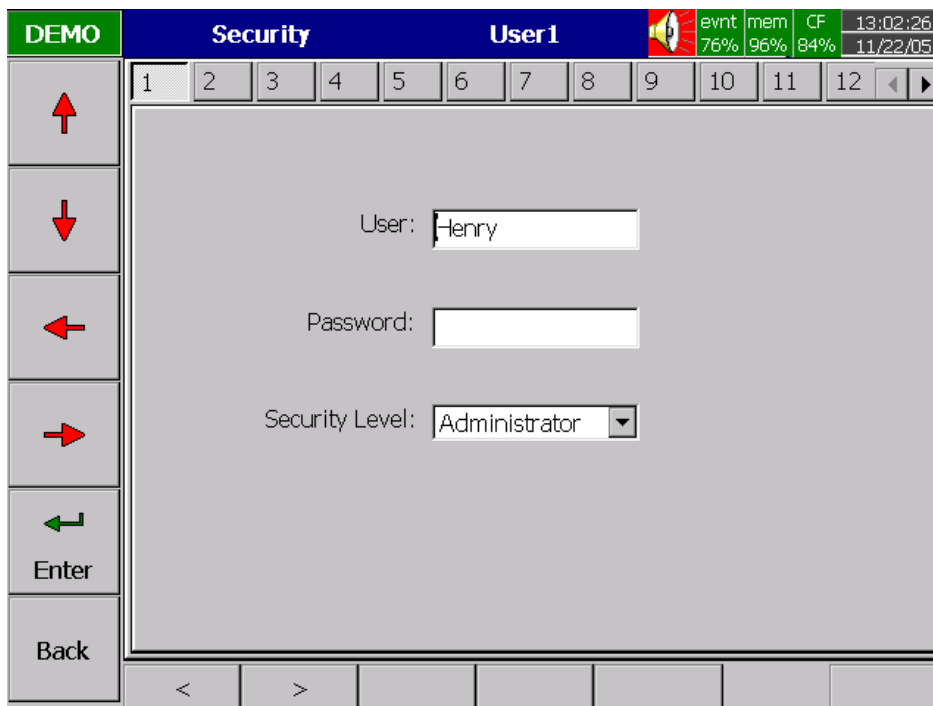 DEMO Security User1 evnt mem CF 13:02:26
76% 96% 84% 11/22/05
1 2 3 4 5 6 7 8 9 10 11 12
User: Henry
Password:
Security Level: Administrator
Enter
Back
< >